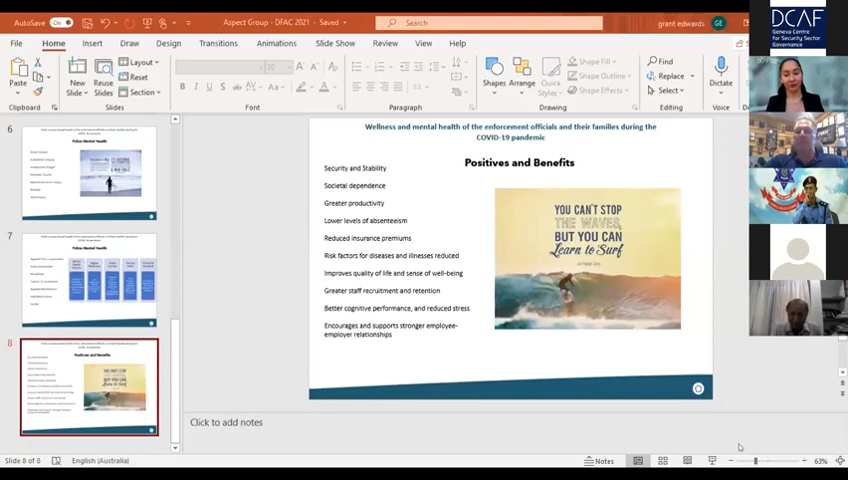 AutoSave On
Aspect Group - DFAC 2021 - Saved
Search
grant edwards GE
DCAF
Geneva Centre
for Security Sector
Governance
File Home Insert Draw Design Transitions Animations Slide Show Review View Help
Paste
New
Slide
Reuse
Slides
Layout
Reset
Section
B I U S
Shapes
Arrange
Quick
Styles
Shape Fill
Shape Outline
Shape Effects
Find
Replace
Select
Dictate
Clipboard
Slides
Font
Paragraph
Drawing
Editing
Voice
6
Police Mental Health
7
Police Mental Health
8
Positives and Benefits
Wellness and mental health of the enforcement officials and their families during the
COVID-19 pandemic
Positives and Benefits
Security and Stability
Societal dependence
Greater productivity
Lower levels of absenteeism
Reduced insurance premiums
Risk factors for diseases and illnesses reduced
Improves quality of life and sense of well-being
Greater staff recruitment and retention
Better cognitive performance, and reduced stress
Encourages and supports stronger employee-
employer relationships
YOU CAN'T STOP
THE WAVES,
BUT YOU CAN
Learn to Surf
Click to add notes
Slide 8 of 8
English (Australia)
Notes
63%